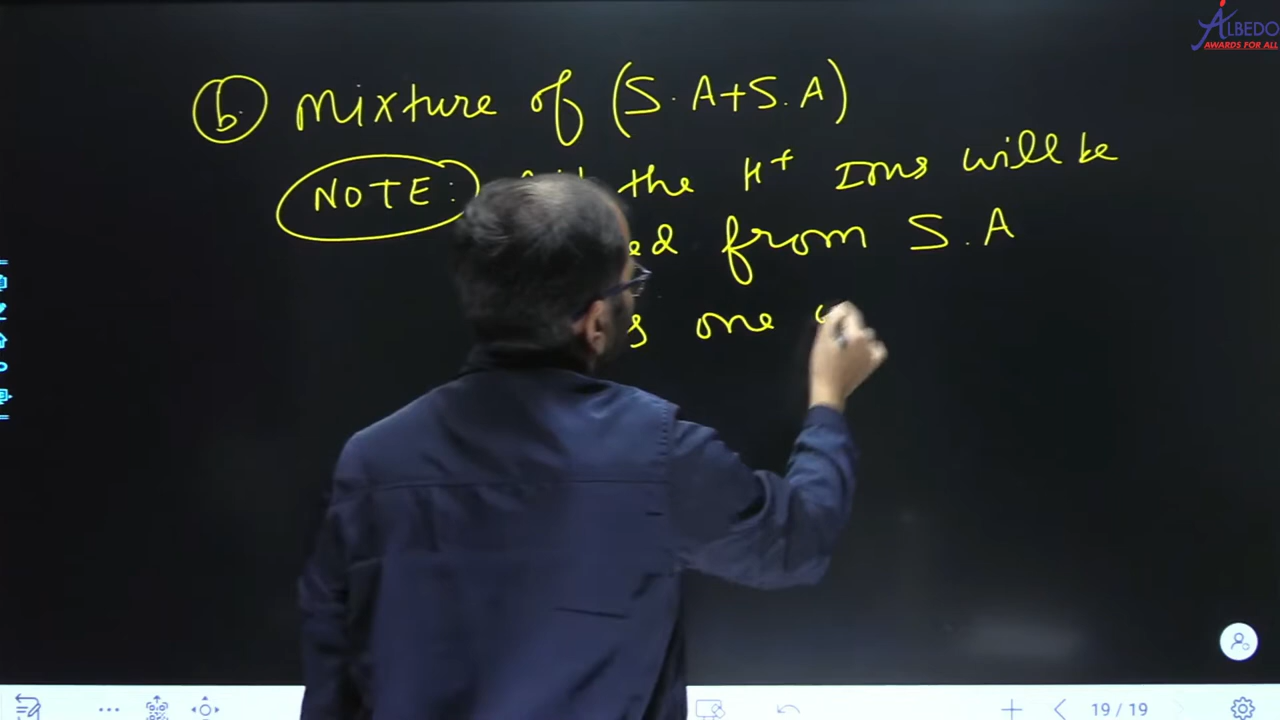 ALBEDO
AWARDS FOR ALL
b. Mixture of (S.A+S.A)
NOTE: the H+ Ions will be
from S.A
one
19 / 19